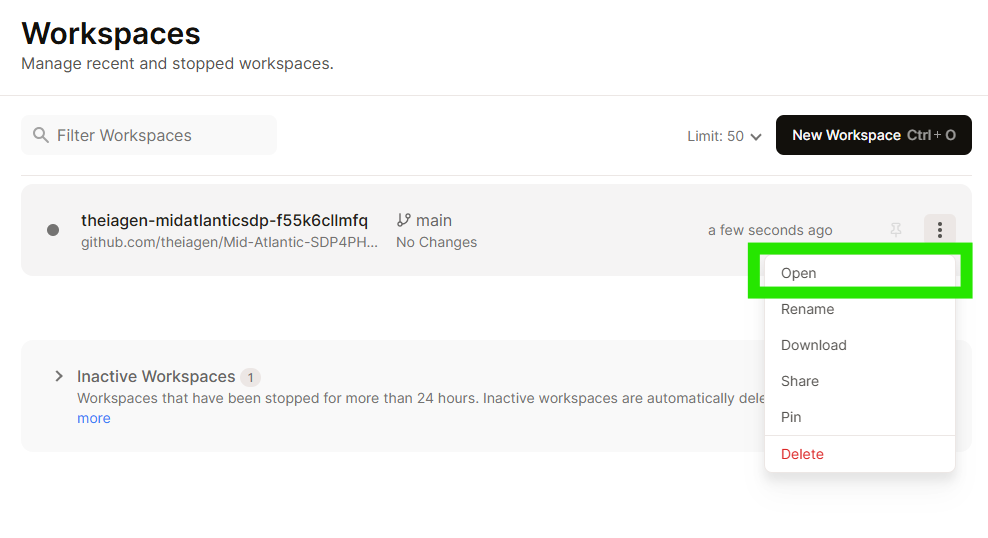 Workspaces
Manage recent and stopped workspaces.
Filter Workspaces
Limit: 50
New Workspace Ctrl + O
theiagen-midatlanticsdp-f55k6cllmfq
main
github.com/theiagen/Mid-Atlantic-SDP4PH...
No Changes
a few seconds ago
Open
Rename
Download
Share
Pin
Delete
Inactive Workspaces 1
Workspaces that have been stopped for more than 24 hours. Inactive workspaces are automatically dele
more